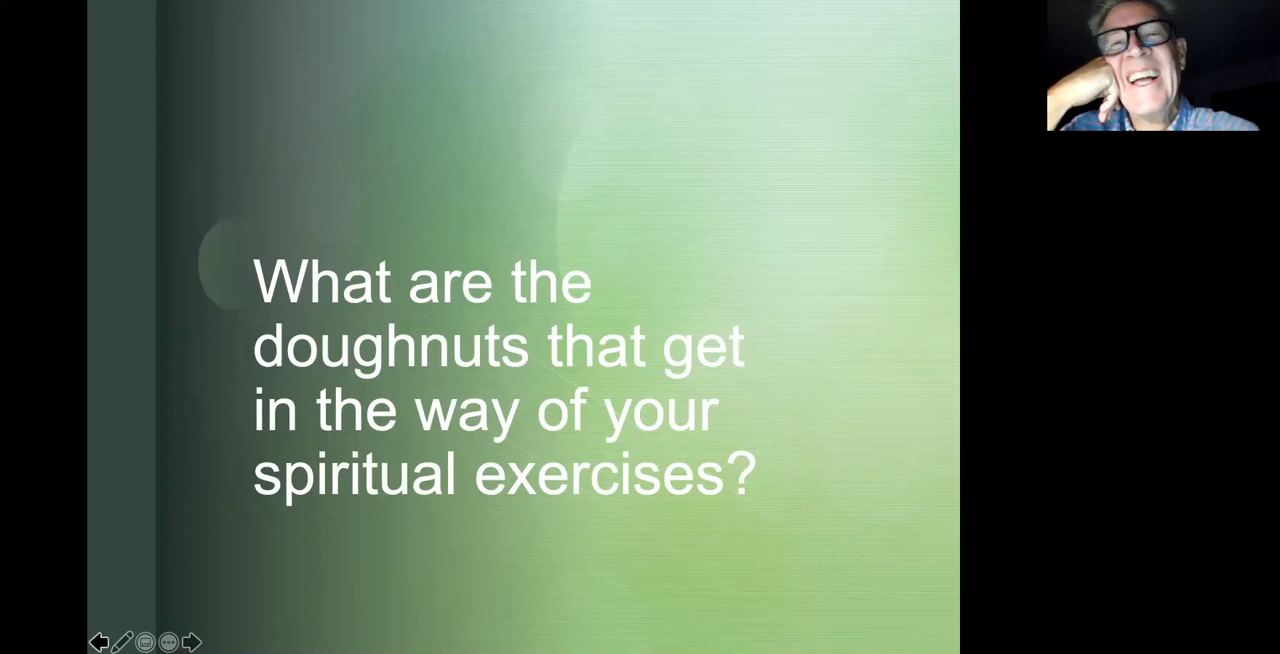 What are the
doughnuts that get
in the way of your
spiritual exercises?